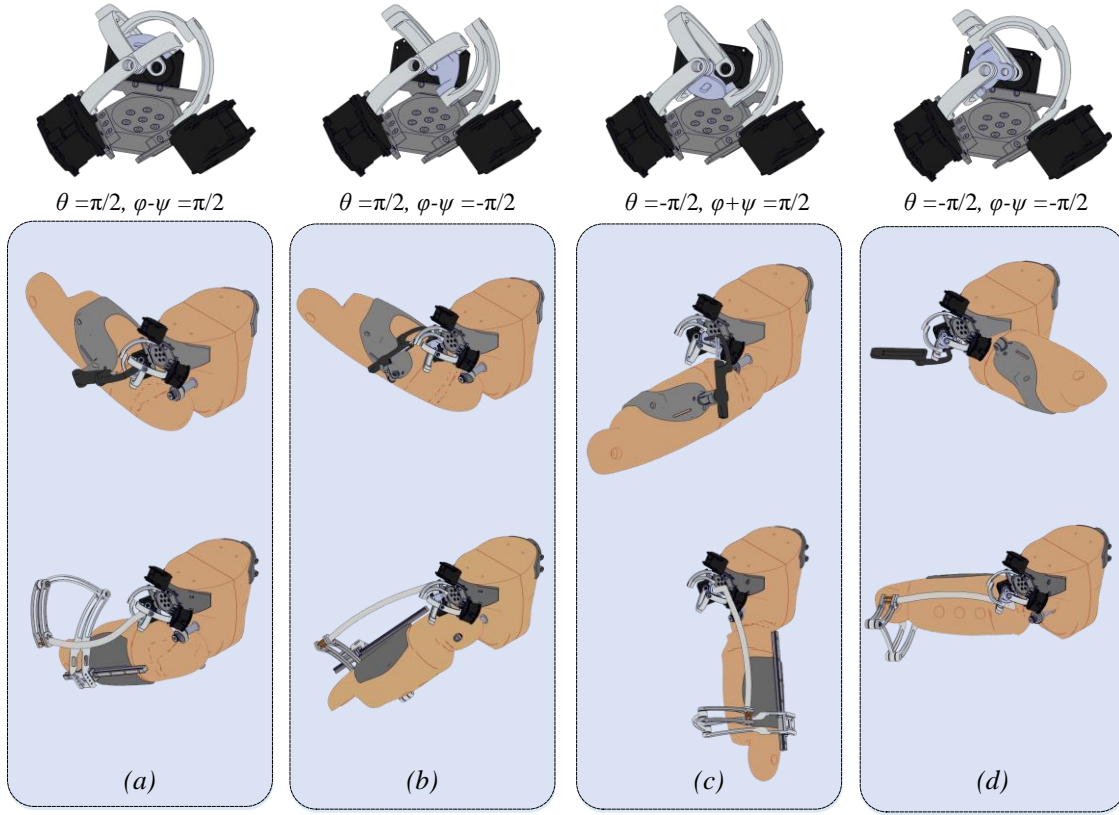 θ =π/2, φ-ψ =π/2
θ =π/2, φ-ψ =-π/2
θ =-π/2, φ+ψ =π/2
θ =-π/2, φ-ψ =-π/2
(a)
(b)
(c)
(d)